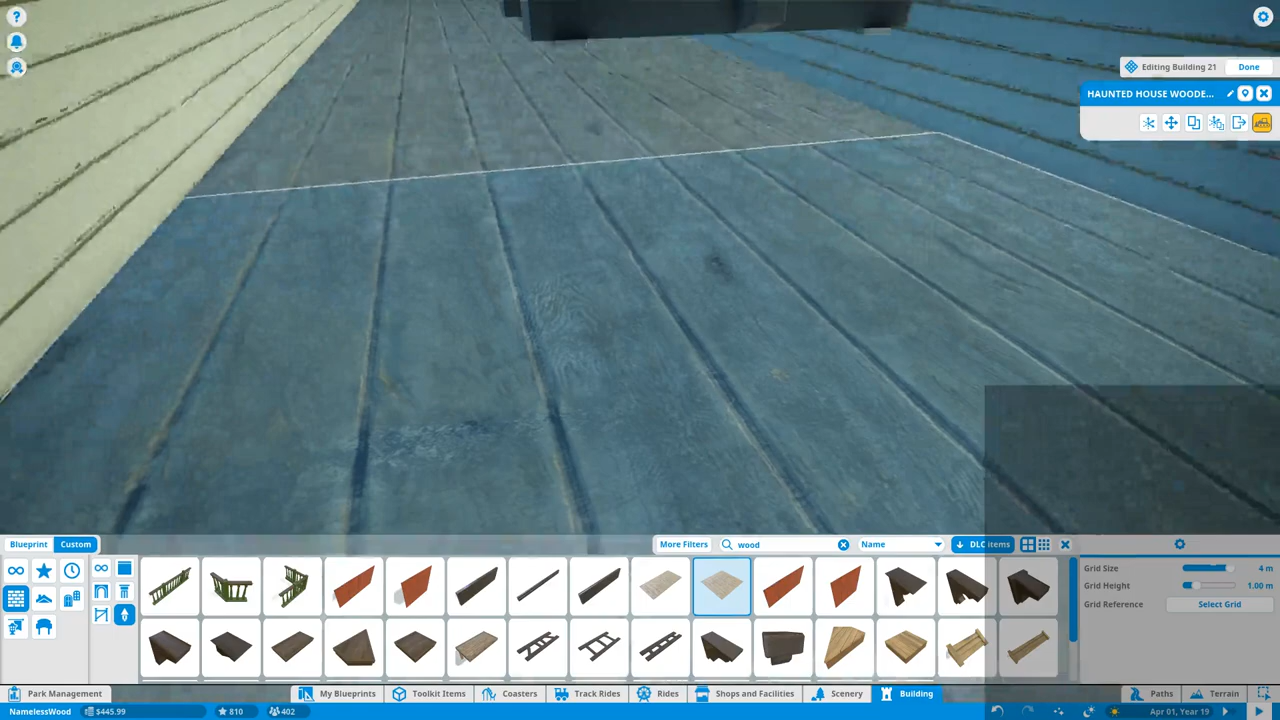 ?
Editing Building 21 Done
HAUNTED HOUSE WOODE...
Blueprint Custom More Filters wood Name DLC items
Grid Size 4 m
Grid Height 1 m
Grid Reference Select Grid
Park Management My Blueprints Toolkit Items Coasters Track Rides Rides Shops and Facilities Scenery Building Paths Terrain
NamelessWood $445.99 810 402 Apr 01, Year 19